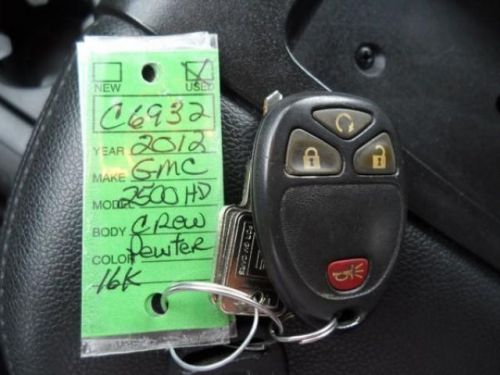 NEW USED
C6932
YEAR 2012
MAKE GMC
MODEL 2500 HD
BODY Crew
COLOR Pewter
16K